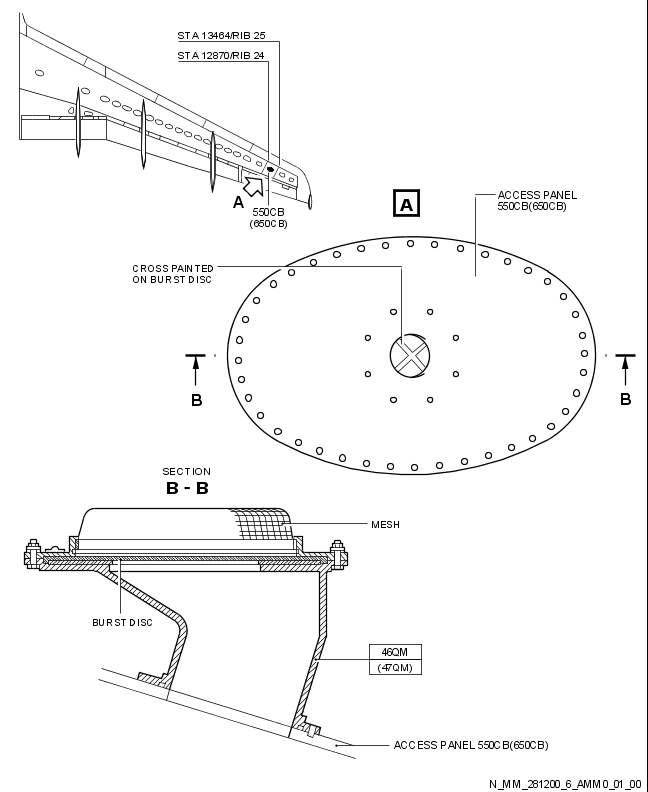 STA 13464/RIB 25
STA 12870/RIB 24
A
550CB
(650CB)
A
ACCESS PANEL
550CB(650CB)
CROSS PAINTED
ON BURST DISC
B
B
SECTION
B - B
MESH
BURST DISC
46QM
(47QM)
ACCESS PANEL 550CB(650CB)
N_MM_281200_6_AMM0_01_00